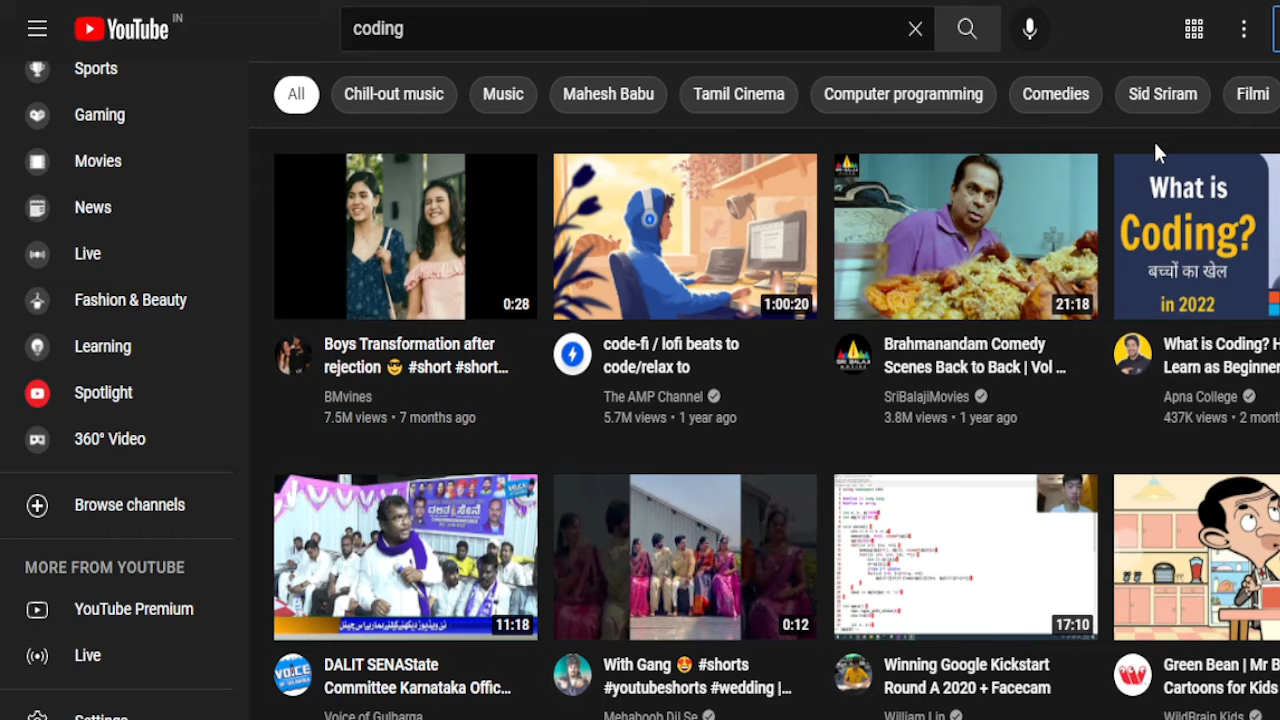 YouTube IN
coding
Sports
Gaming
Movies
News
Live
Fashion & Beauty
Learning
Spotlight
360° Video
Browse channels
MORE FROM YOUTUBE
YouTube Premium
Live
Settings
All
Chill-out music
Music
Mahesh Babu
Tamil Cinema
Computer programming
Comedies
Sid Sriram
Filmi
0:28
Boys Transformation after
rejection 😎 #short #short...
BMvines
7.5M views • 7 months ago
1:00:20
code-fi / lofi beats to
code/relax to
The AMP Channel
5.7M views • 1 year ago
21:18
Brahmanandam Comedy
Scenes Back to Back | Vol ...
SriBalajiMovies
3.8M views • 1 year ago
What is
Coding?
बच्चों का खेल
in 2022
What is Coding? H
Learn as Beginner
Apna College
437K views • 2 mont
11:18
DALIT SENAState
Committee Karnataka Offic...
Voice of Gulbarga
0:12
With Gang 😍 #shorts
#youtubeshorts #wedding |...
Mehaboob Dil Se
17:10
Winning Google Kickstart
Round A 2020 + Facecam
William Lin
Green Bean | Mr B
Cartoons for Kids
WildBrain Kids